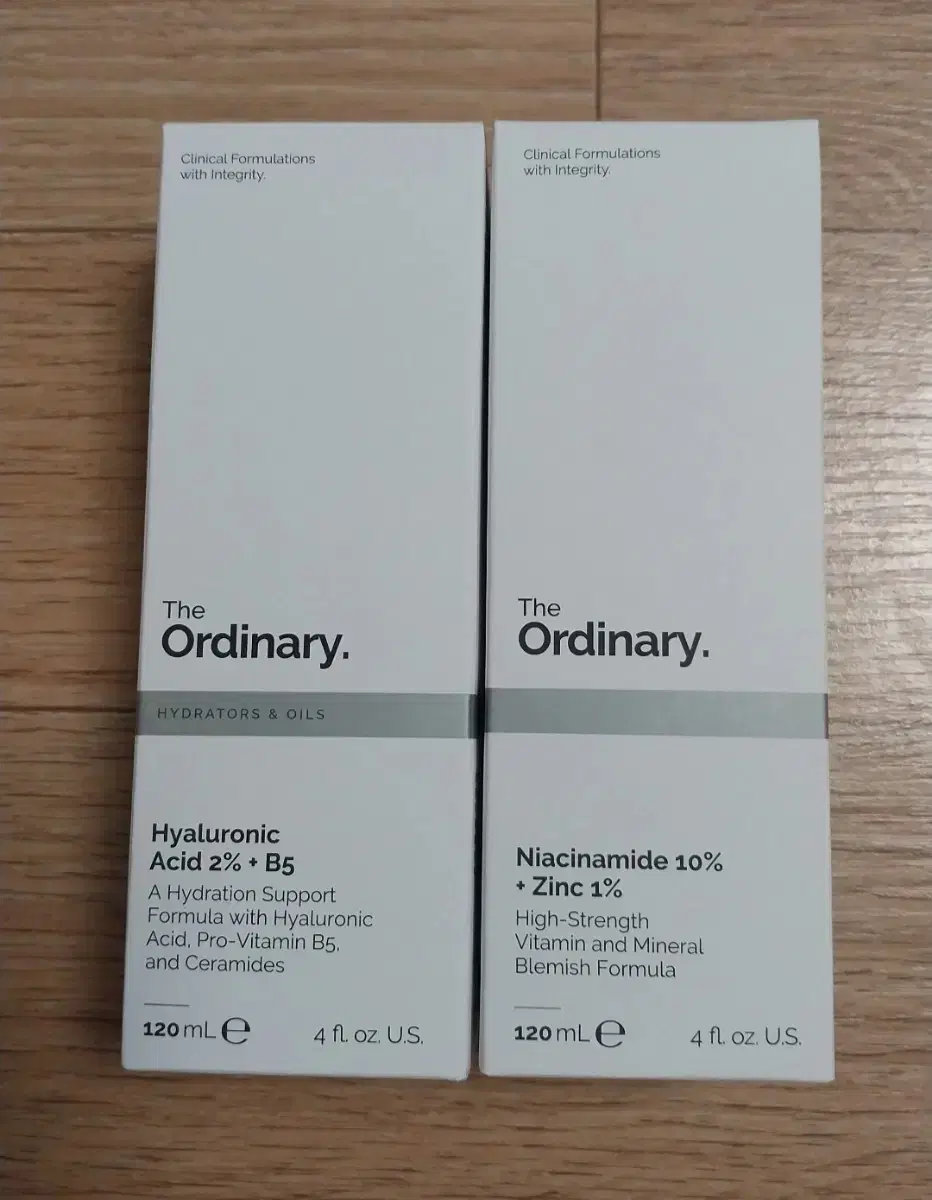 Clinical Formulations
with Integrity.
The
Ordinary.
HYDRATORS & OILS
Hyaluronic
Acid 2% + B5
A Hydration Support
Formula with Hyaluronic
Acid, Pro-Vitamin B5,
and Ceramides
120 mL ℮ 4 fl. oz. U.S.
Clinical Formulations
with Integrity.
The
Ordinary.
Niacinamide 10%
+ Zinc 1%
High-Strength
Vitamin and Mineral
Blemish Formula
120 mL ℮ 4 fl. oz. U.S.